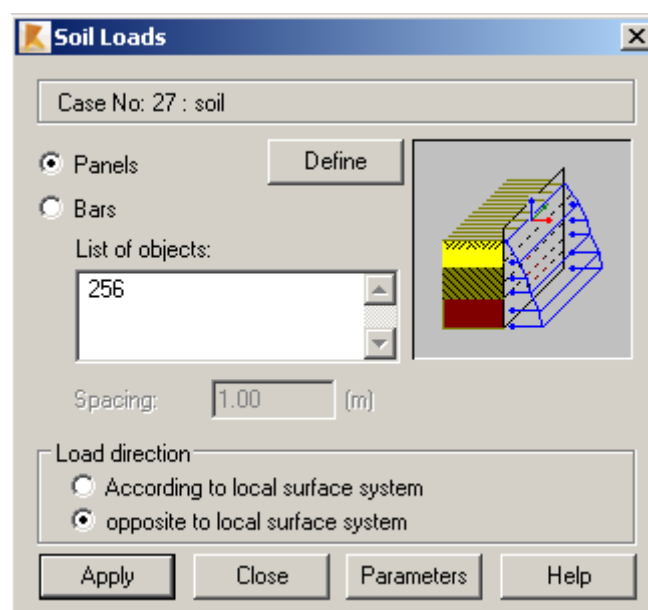 Soil Loads
Case No: 27 : soil
Panels
Define
Bars
List of objects:
256
Spacing: 1.00 (m)
Load direction
According to local surface system
opposite to local surface system
Apply Close Parameters Help